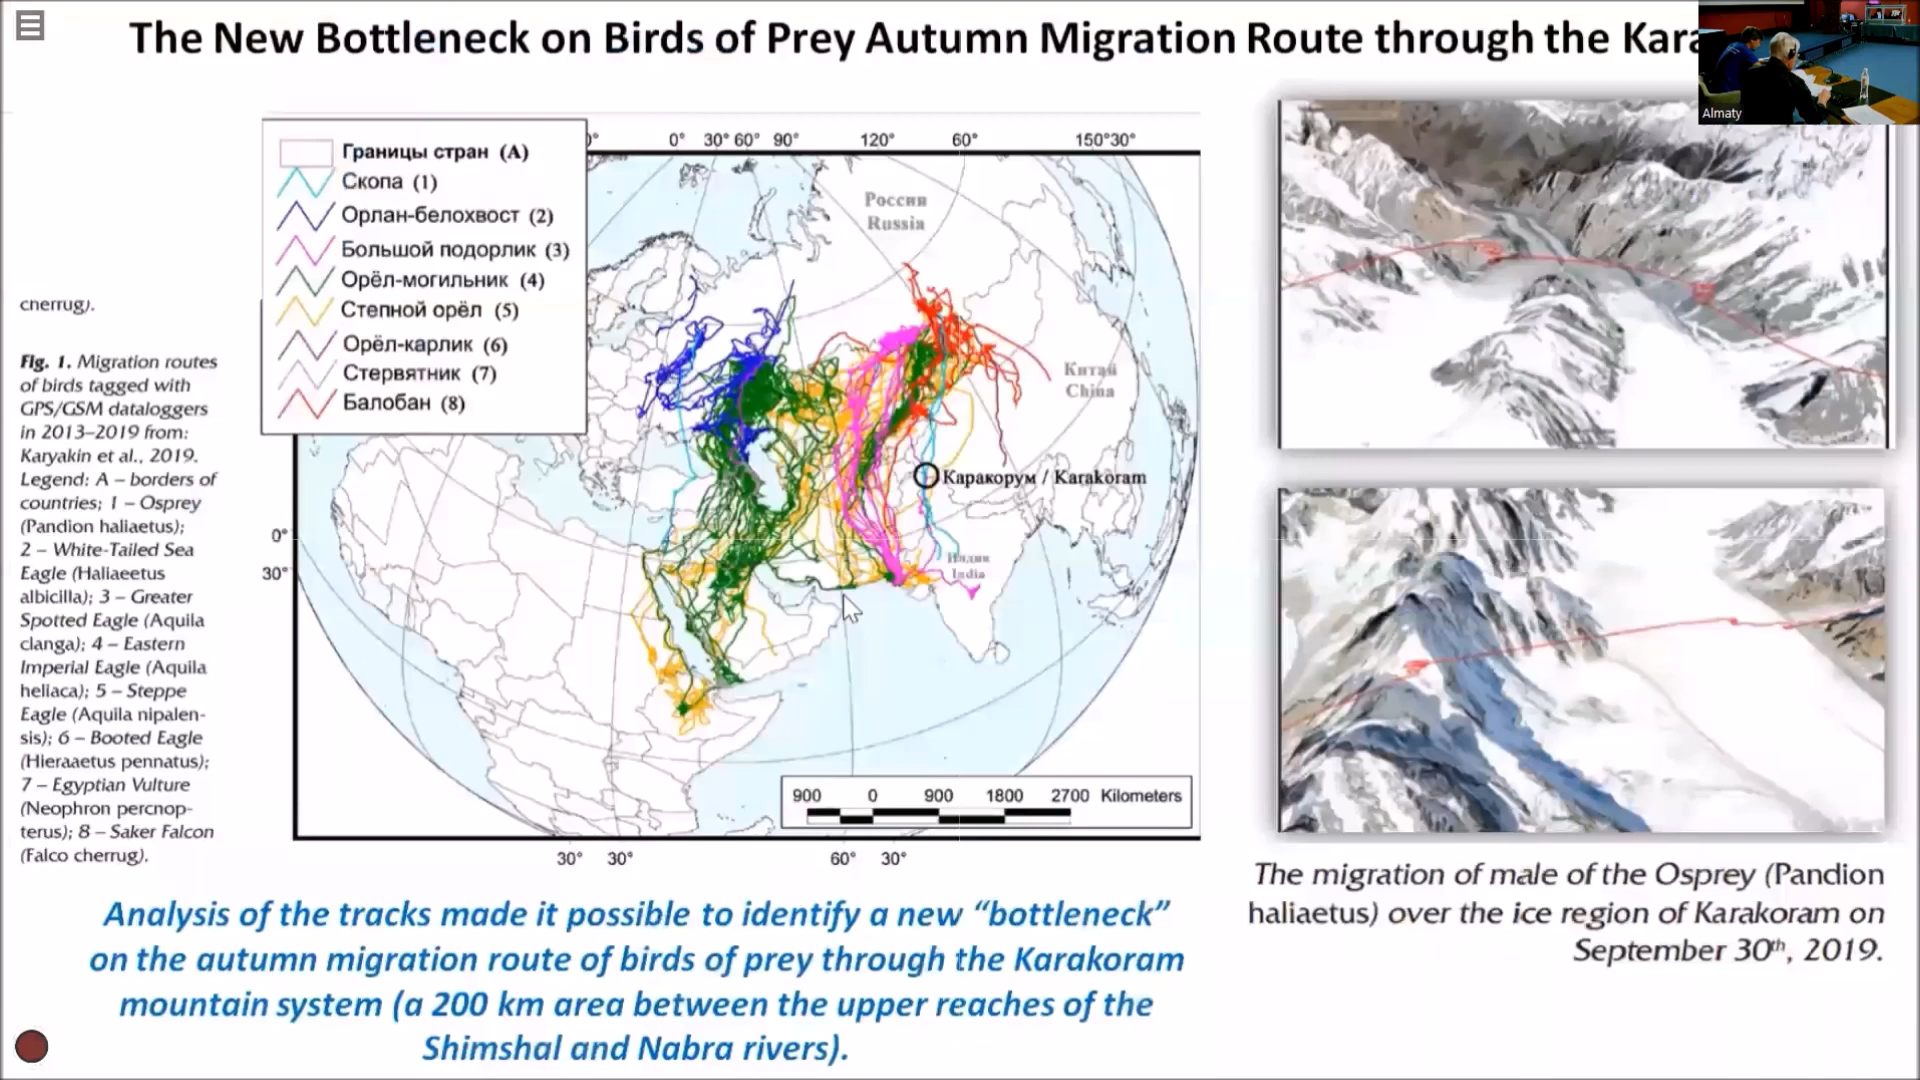 The New Bottleneck on Birds of Prey Autumn Migration Route through the Kara
Almaty
0° 30° 60° 90° 120° 60° 150° 30°
Границы стран (A)
Скопа (1)
Орлан-белохвост (2)
Большой подорлик (3)
Орёл-могильник (4)
Степной орёл (5)
Орёл-карлик (6)
Стервятник (7)
Балобан (8)
Россия
Russia
Китай
China
Каракорум / Karakoram
Индия
India
0°
30°
900 0 900 1800 2700 Kilometers
30° 30° 60° 30°
cherrug).
Fig. 1. Migration routes
of birds tagged with
GPS/GSM dataloggers
in 2013–2019 from:
Karyakin et al., 2019.
Legend: A – borders of
countries; 1 – Osprey
(Pandion haliaetus);
2 – White-Tailed Sea
Eagle (Haliaeetus
albicilla); 3 – Greater
Spotted Eagle (Aquila
clanga); 4 – Eastern
Imperial Eagle (Aquila
heliaca); 5 – Steppe
Eagle (Aquila nipalen-
sis); 6 – Booted Eagle
(Hieraaetus pennatus);
7 – Egyptian Vulture
(Neophron percnop-
terus); 8 – Saker Falcon
(Falco cherrug).
Analysis of the tracks made it possible to identify a new “bottleneck”
on the autumn migration route of birds of prey through the Karakoram
mountain system (a 200 km area between the upper reaches of the
Shimshal and Nabra rivers).
The migration of male of the Osprey (Pandion
haliaetus) over the ice region of Karakoram on
September 30th, 2019.